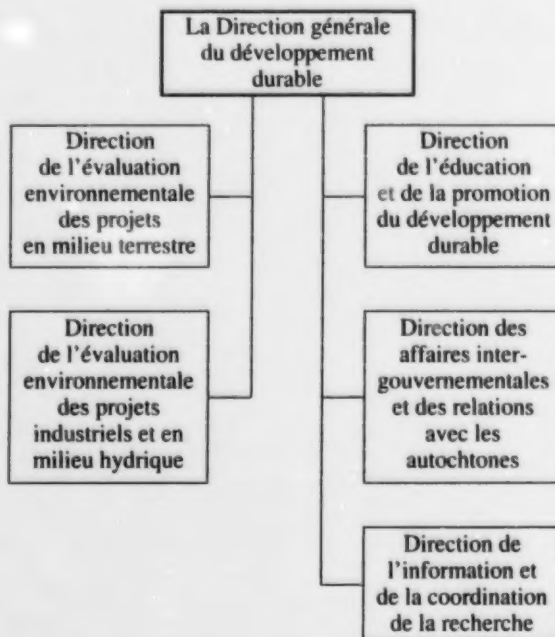 La Direction générale
du développement
durable
Direction
de l'évaluation
environnementale
des projets
en milieu terrestre
Direction
de l'éducation
et de la promotion
du développement
durable
Direction
de l'évaluation
environnementale
des projets
industriels et en
milieu hydrique
Direction des
affaires inter-
gouvernementales
et des relations
avec les
autochtones
Direction de
l'information et
de la coordination
de la recherche